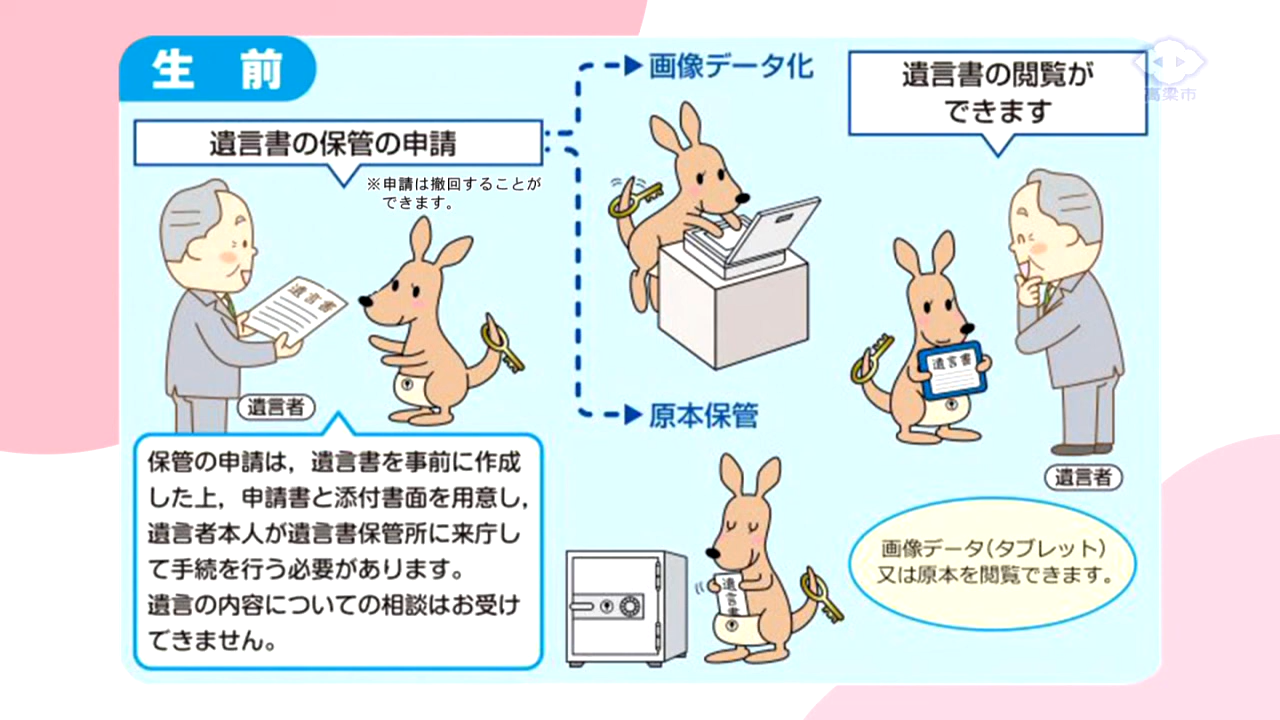 生 前
遺言書の保管の申請
※申請は撤回することが
できます。
遺言書
遺言者
保管の申請は，遺言書を事前に作成
した上，申請書と添付書面を用意し，
遺言者本人が遺言書保管所に来庁し
て手続を行う必要があります。
遺言の内容についての相談はお受け
できません。
画像データ化
原本保管
遺言書
遺言書の閲覧が
できます
高梁市
遺言書
遺言者
画像データ（タブレット）
又は原本を閲覧できます。